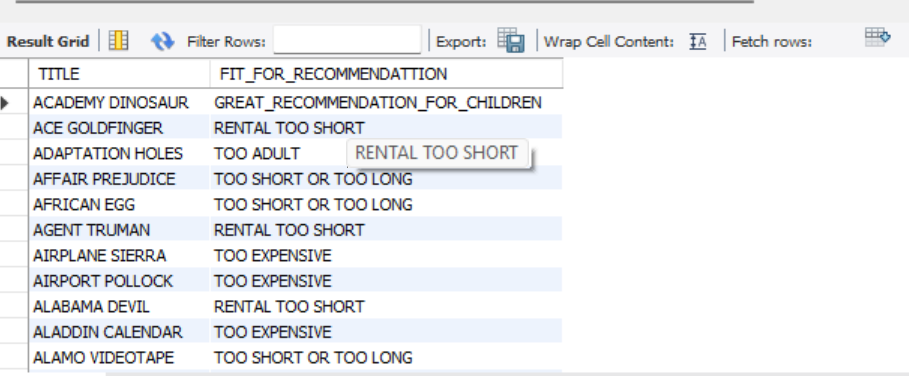 Result Grid Filter Rows: Export: Wrap Cell Content: IA Fetch rows:
TITLE FIT_FOR_RECOMMENDATTION
ACADEMY DINOSAUR GREAT_RECOMMENDATION_FOR_CHILDREN
ACE GOLDFINGER RENTAL TOO SHORT
ADAPTATION HOLES TOO ADULT RENTAL TOO SHORT
AFFAIR PREJUDICE TOO SHORT OR TOO LONG
AFRICAN EGG TOO SHORT OR TOO LONG
AGENT TRUMAN RENTAL TOO SHORT
AIRPLANE SIERRA TOO EXPENSIVE
AIRPORT POLLOCK TOO EXPENSIVE
ALABAMA DEVIL RENTAL TOO SHORT
ALADDIN CALENDAR TOO EXPENSIVE
ALAMO VIDEOTAPE TOO SHORT OR TOO LONG